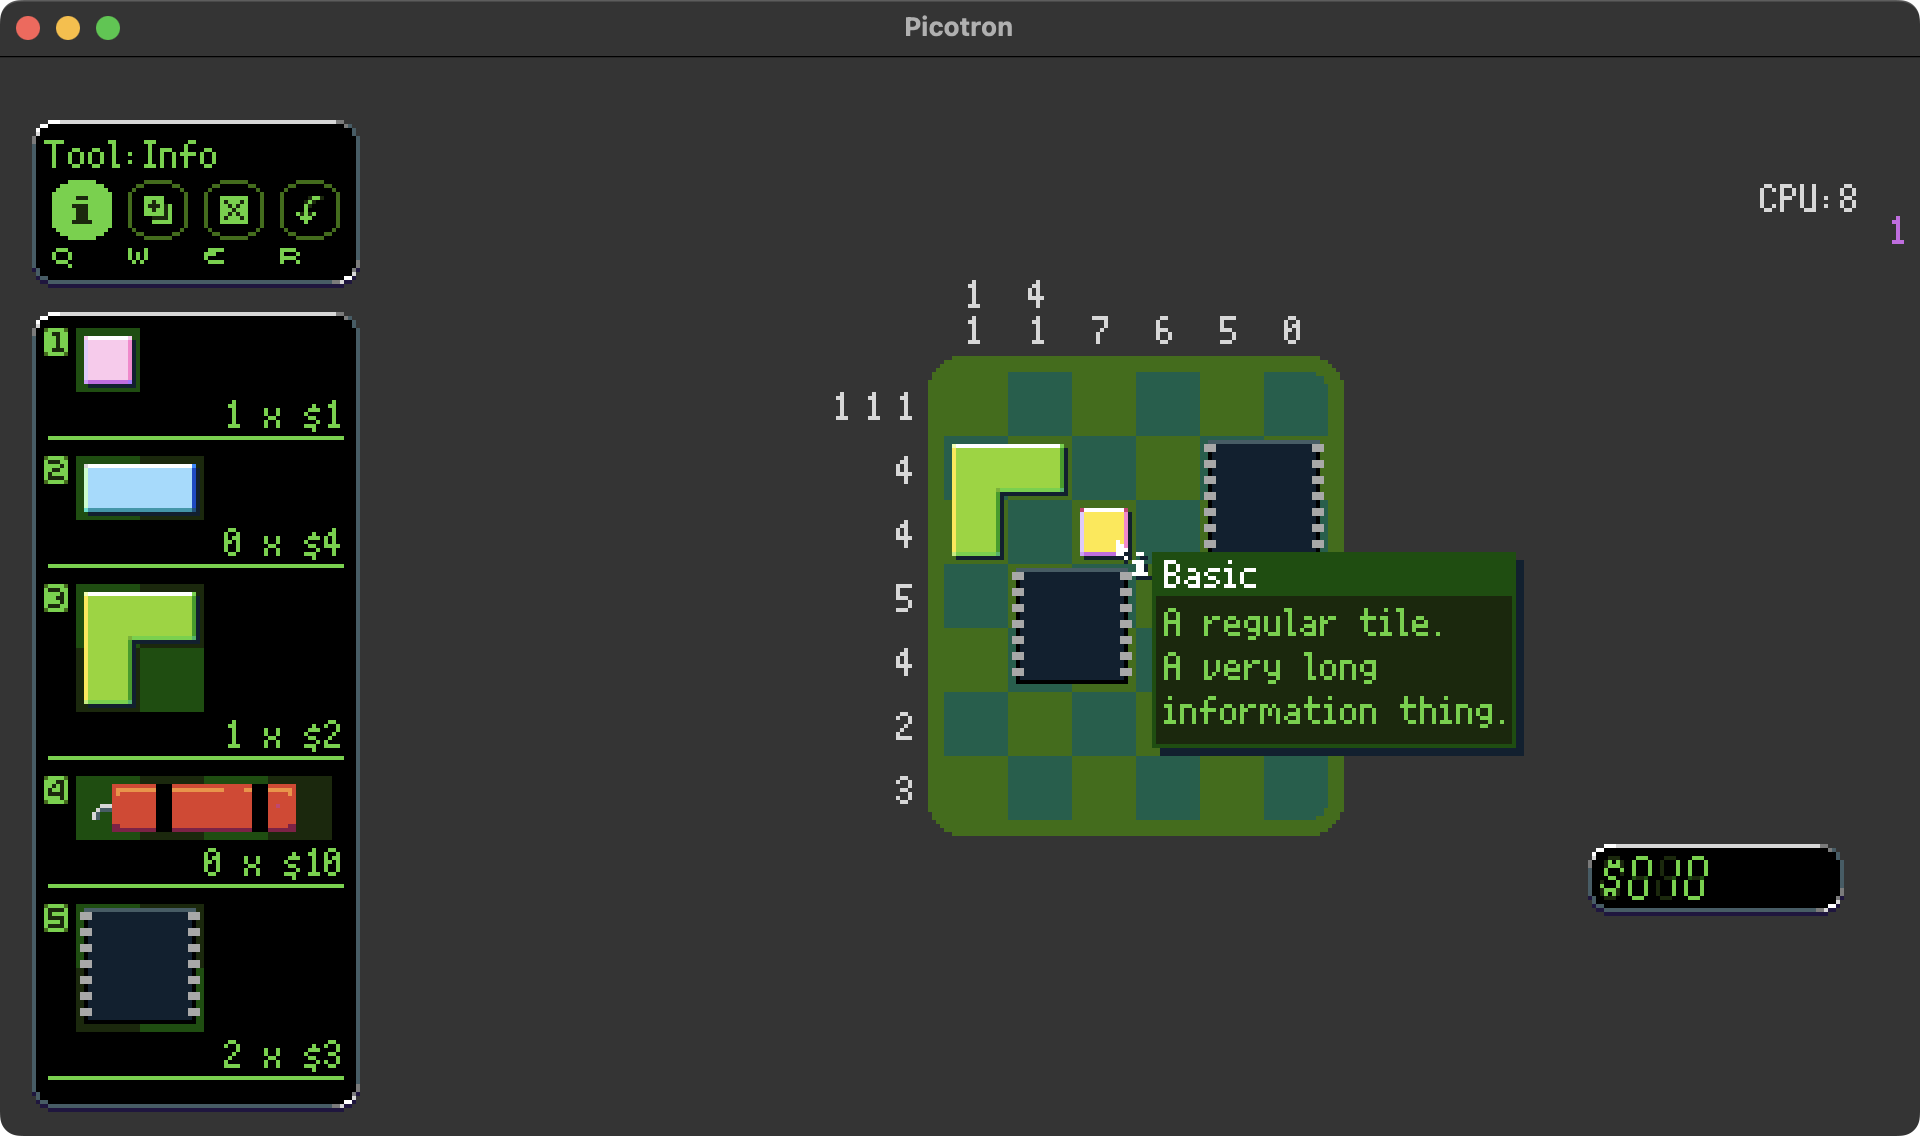 Picotron
Tool:Info
i
Q W E R
1
1 x $1
2
0 x $4
3
1 x $2
4
0 x $10
5
2 x $3
CPU:8
1
1 4
1 1 7 6 5 0
1 1 1
4
4
5
4
2
3
i
Basic
A regular tile.
A very long
information thing.
$010